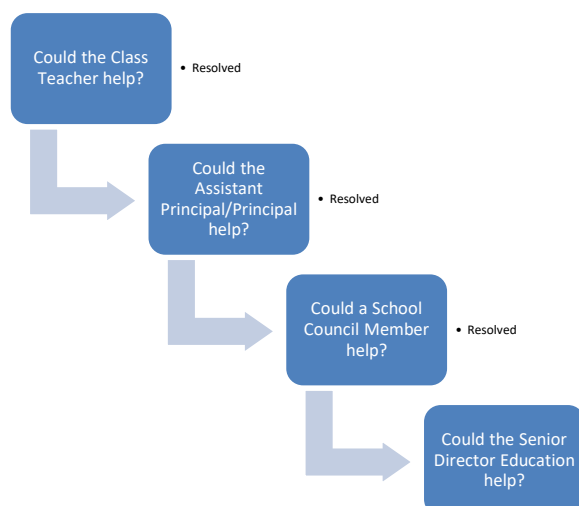 Could the Class
Teacher help?
• Resolved
Could the
Assistant
Principal/Principal
help?
• Resolved
Could a School
Council Member
help?
• Resolved
Could the Senior
Director Education
help?